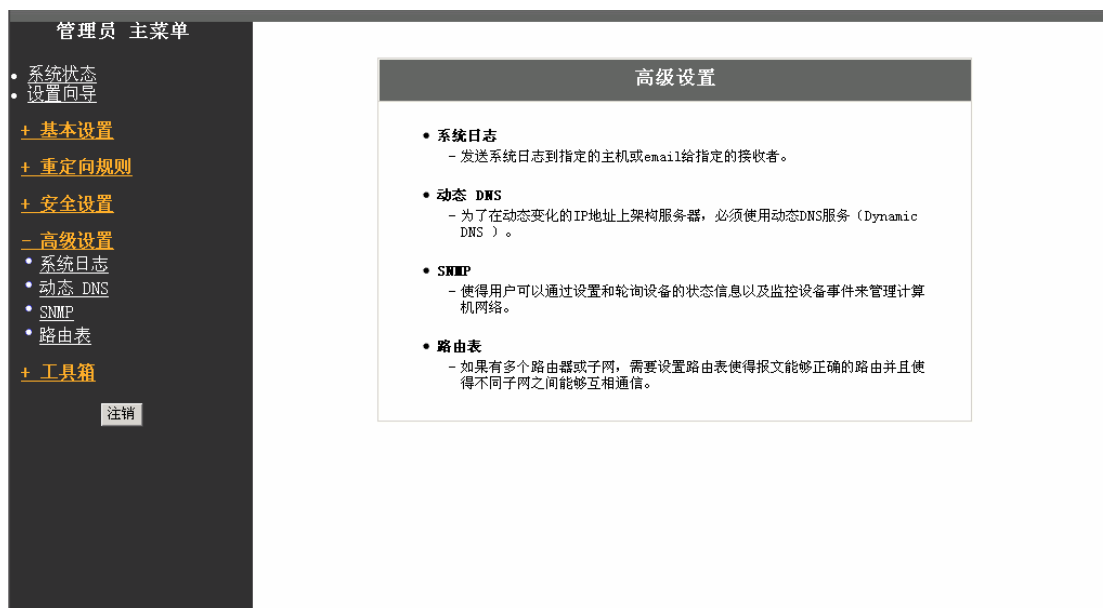 管理员 主菜单
• 系统状态
• 设置向导
+ 基本设置
+ 重定向规则
+ 安全设置
- 高级设置
• 系统日志
• 动态 DNS
• SNMP
• 路由表
+ 工具箱
注销
高级设置
• 系统日志
- 发送系统日志到指定的主机或email给指定的接收者。
• 动态 DNS
- 为了在动态变化的IP地址上架构服务器，必须使用动态DNS服务（Dynamic
DNS ）。
• SNMP
- 使得用户可以通过设置和轮询设备的状态信息以及监控设备事件来管理计算
机网络。
• 路由表
- 如果有多个路由器或子网，需要设置路由表使得报文能够正确的路由并且使
得不同子网之间能够互相通信。